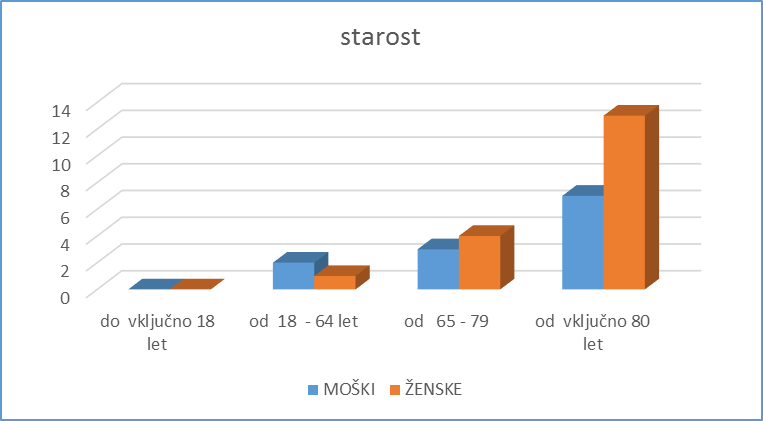 starost
14
12
10
8
6
4
2
0
do  vključno 18
let
od  18  - 64 let
od   65 - 79
od  vključno 80
let
MOŠKI
ŽENSKE